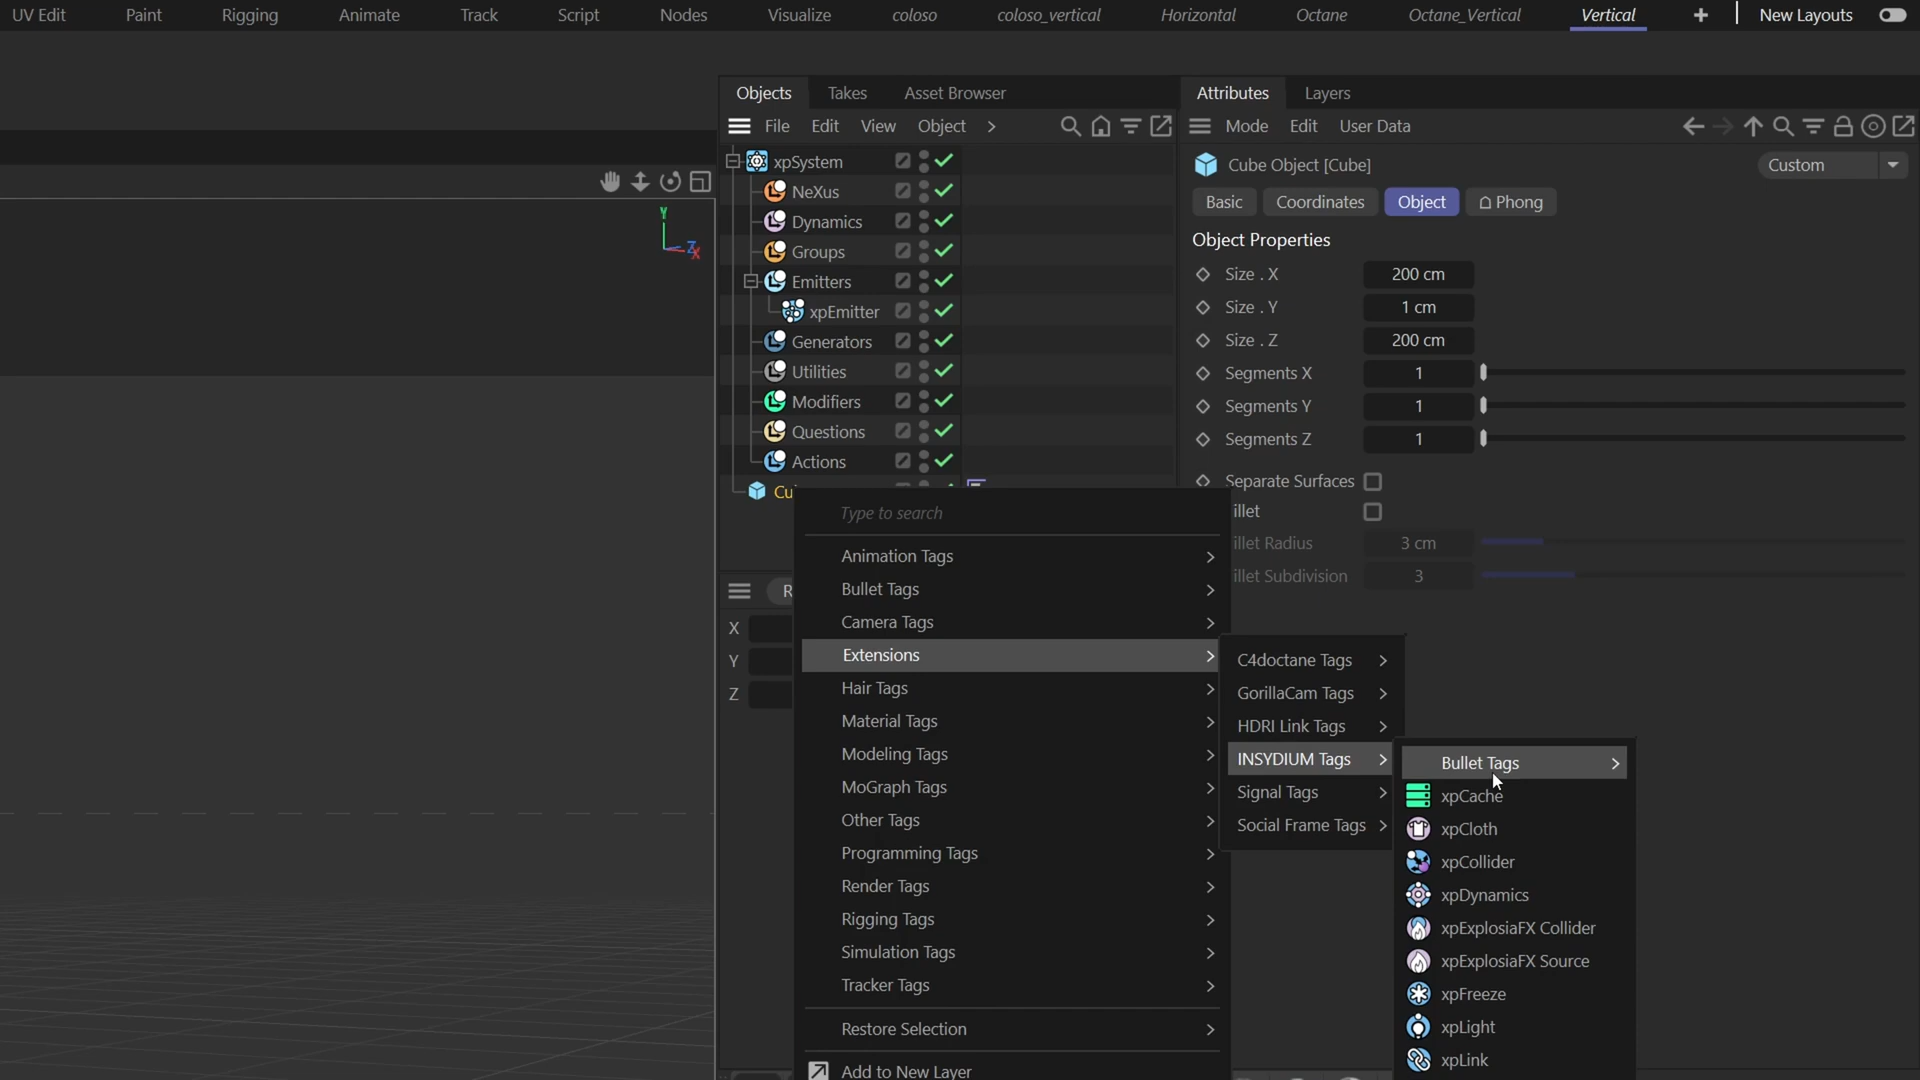 UV Edit Paint Rigging Animate Track Script Nodes Visualize coloso coloso_vertical Horizontal Octane Octane_Vertical Vertical + New Layouts
Objects Takes Asset Browser
File Edit View Object >
xpSystem
NeXus
Dynamics
Groups
Emitters
xpEmitter
Generators
Utilities
Modifiers
Questions
Actions
Cu
Y
Z
X
R
X
Y
Z
Attributes Layers
Mode Edit User Data
Cube Object [Cube] Custom
Basic Coordinates Object Phong
Object Properties
Size . X 200 cm
Size . Y 1 cm
Size . Z 200 cm
Segments X 1
Segments Y 1
Segments Z 1
Separate Surfaces
illet
illet Radius 3 cm
illet Subdivision 3
Type to search
Animation Tags >
Bullet Tags >
Camera Tags >
Extensions >
Hair Tags >
Material Tags >
Modeling Tags >
MoGraph Tags >
Other Tags >
Programming Tags >
Render Tags >
Rigging Tags >
Simulation Tags >
Tracker Tags >
Restore Selection >
Add to New Layer
C4doctane Tags >
GorillaCam Tags >
HDRI Link Tags >
INSYDIUM Tags >
Signal Tags >
Social Frame Tags >
Bullet Tags >
xpCache
xpCloth
xpCollider
xpDynamics
xpExplosiaFX Collider
xpExplosiaFX Source
xpFreeze
xpLight
xpLink